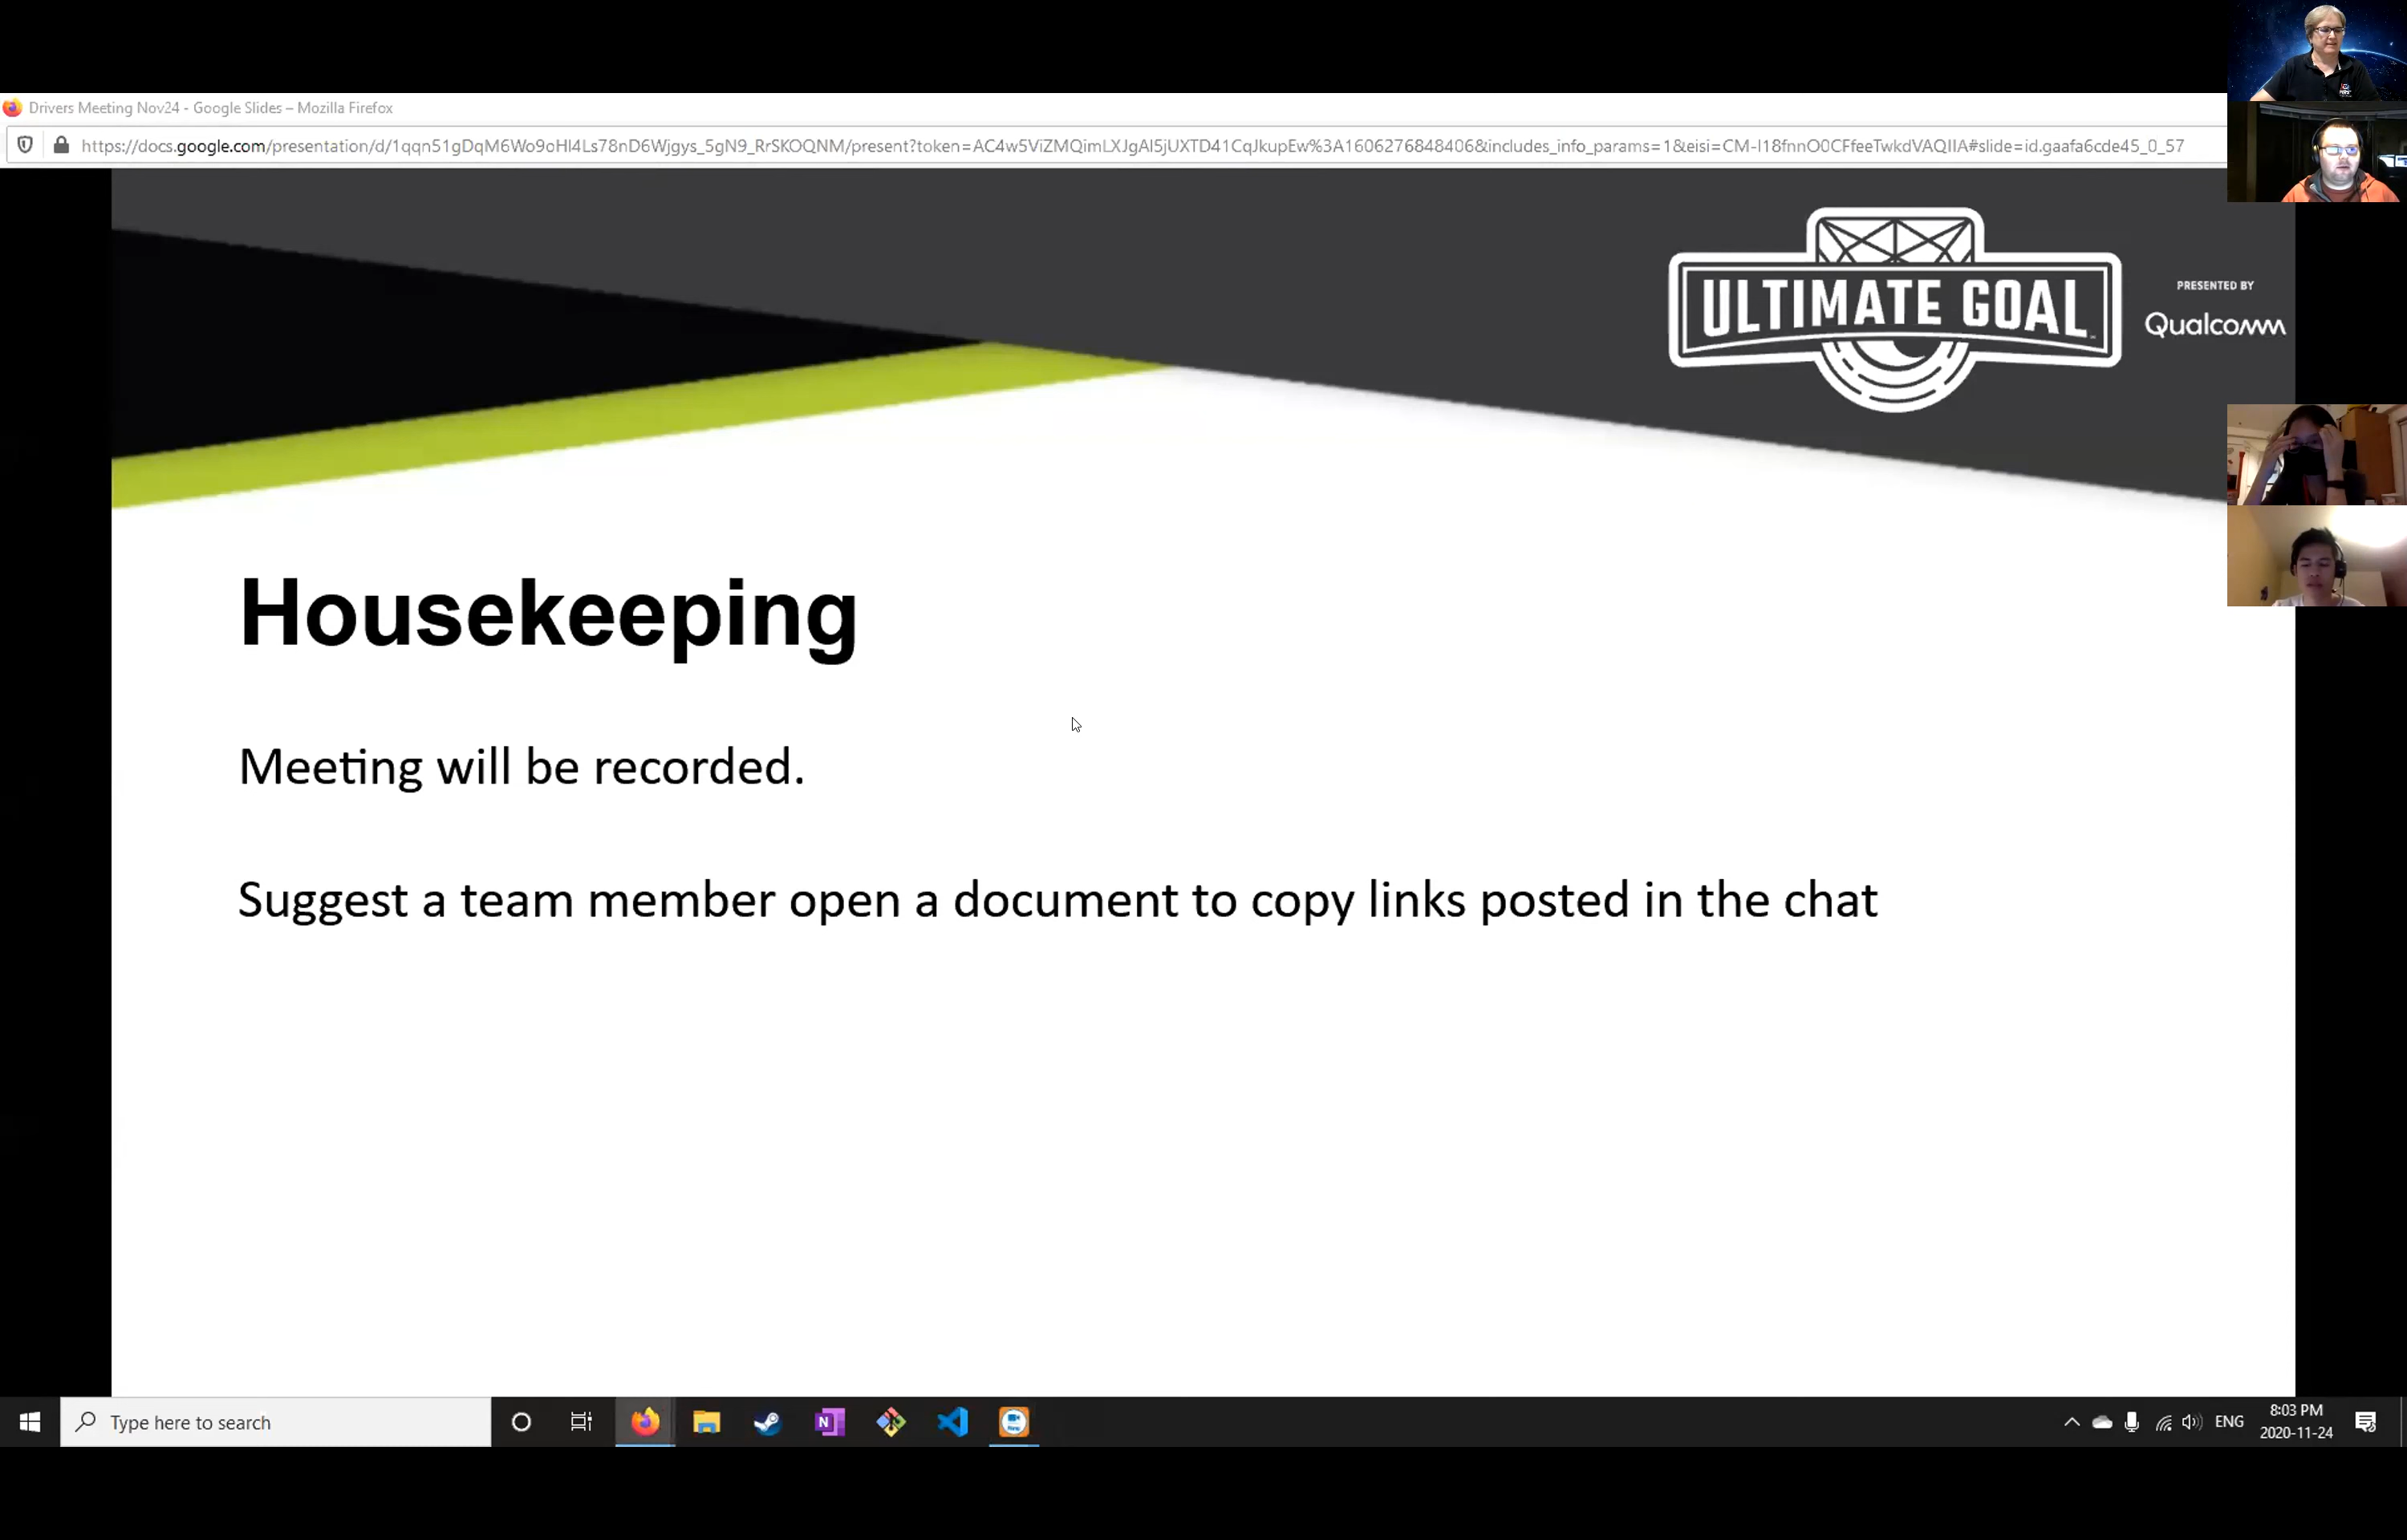 Drivers Meeting Nov24 - Google Slides – Mozilla Firefox
https://docs.google.com/presentation/d/1qqn51gDqM6Wo9oHl4Ls78nD6Wjgys_5gN9_RrSKOQNM/present?token=AC4w5ViZMQimLXJgAl5jUXTD41CqJkupEw%3A1606276848406&includes_info_params=1&eisi=CM-I18fnnO0CFfeeTwkdVAQIIA#slide=id.gaafa6cde45_0_57
ULTIMATE GOAL
PRESENTED BY
Qualcomm
Housekeeping
Meeting will be recorded.
Suggest a team member open a document to copy links posted in the chat
Type here to search
ENG
8:03 PM
2020-11-24